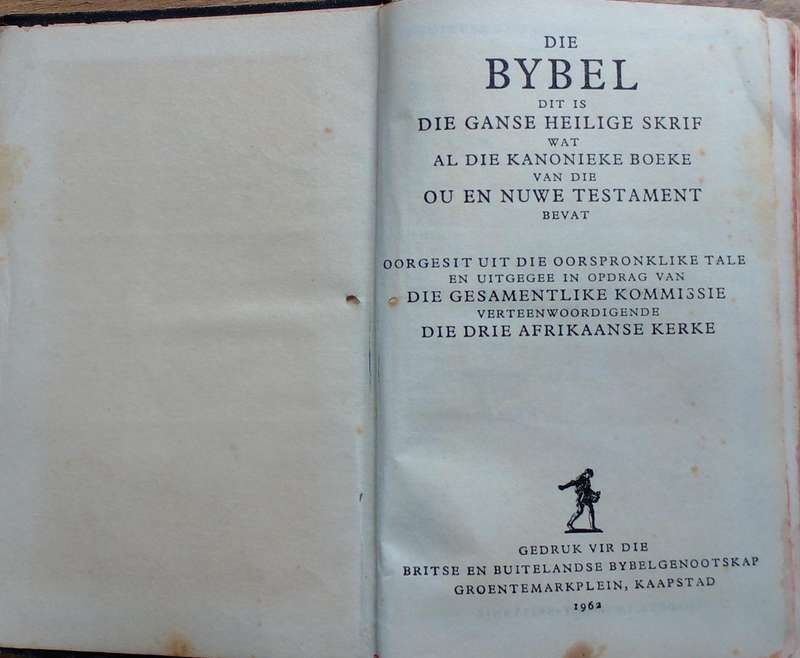 DIE
BYBEL
DIT IS
DIE GANSE HEILIGE SKRIF
WAT
AL DIE KANONIEKE BOEKE
VAN DIE
OU EN NUWE TESTAMENT
BEVAT
OORGESIT UIT DIE OORSPRONKLIKE TALE
EN UITGEGEE IN OPDRAG VAN
DIE GESAMENTLIKE KOMMISSIE
VERTEENWOORDIGENDE
DIE DRIE AFRIKAANSE KERKE
GEDRUK VIR DIE
BRITSE EN BUITELANDSE BYBELGENOOTSKAP
GROENTEMARKPLEIN, KAAPSTAD
1962